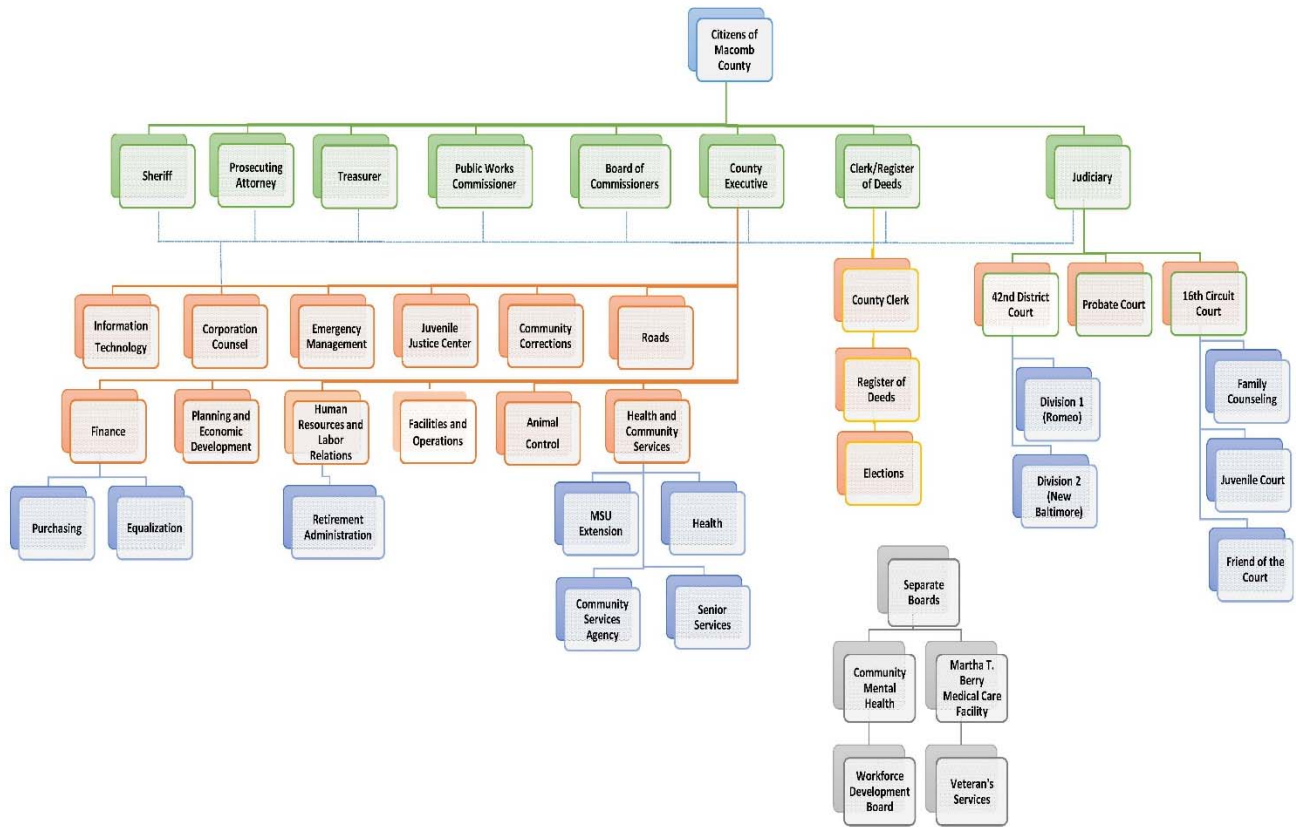 Citizens of
Macomb
County
Sheriff
Prosecuting
Attorney
Treasurer
Public Works
Commissioner
Board of
Commissioners
County
Executive
Clerk/Register
of Deeds
Judiciary
Information
Technology
Corporation
Counsel
Emergency
Management
Juvenile
Justice Center
Community
Corrections
Roads
County Clerk
42nd District
Court
Probate Court
16th Circuit
Court
Finance
Planning and
Economic
Development
Human
Resources and
Labor
Relations
Facilities and
Operations
Animal
Control
Health and
Community
Services
Register of
Deeds
Division 1
(Romeo)
Family
Counseling
Purchasing
Equalization
Retirement
Administration
MSU
Extension
Health
Elections
Division 2
(New
Baltimore)
Juvenile Court
Community
Services
Agency
Senior
Services
Separate
Boards
Friend of the
Court
Community
Mental
Health
Martha T.
Berry
Medical Care
Facility
Workforce
Development
Board
Veteran's
Services